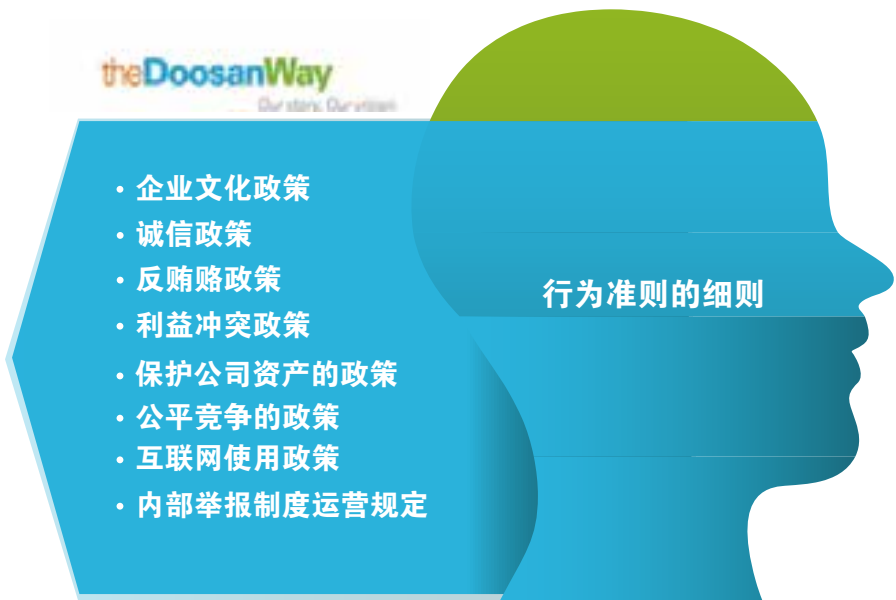 theDoosanWay
· 企业文化政策
· 诚信政策
· 反贿赂政策
· 利益冲突政策
· 保护公司资产的政策
· 公平竞争的政策
· 互联网使用政策
· 内部举报制度运营规定
行为准则的细则